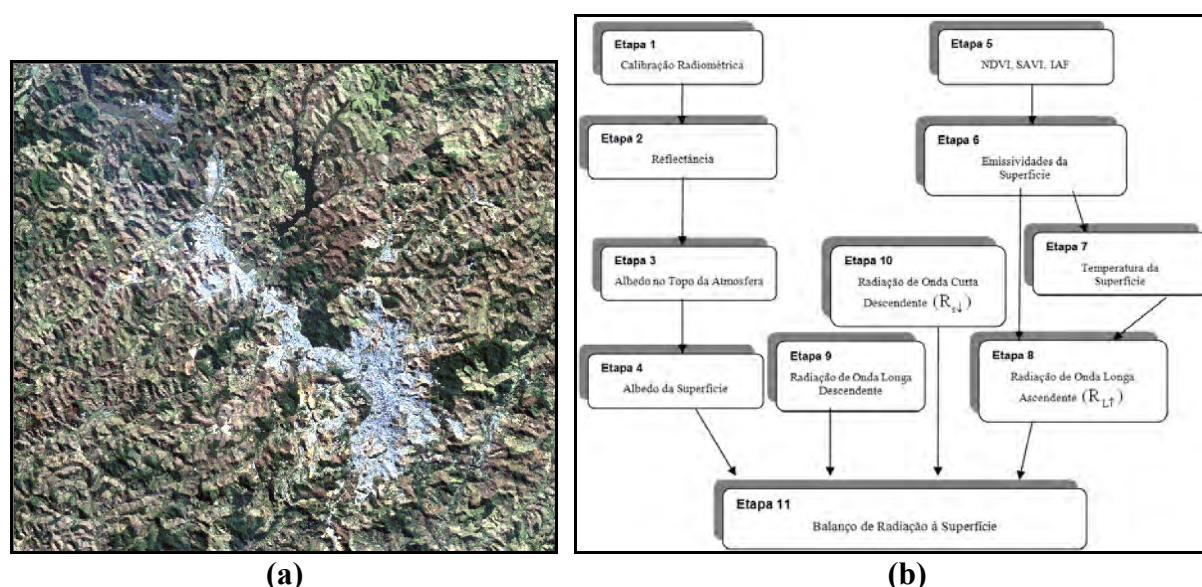 Etapa 1
Calibração Radiométrica
Etapa 2
Reflectância
Etapa 3
Albedo no Topo da Atmosfera
Etapa 4
Albedo da Superfície
Etapa 5
NDVI, SAVI, IAF
Etapa 6
Emissividades da
Superfície
Etapa 7
Temperatura da
Superfície
Etapa 10
Radiação de Onda Curta
Descendente (Rs↓)
Etapa 9
Radiação de Onda Longa
Descendente
Etapa 8
Radiação de Onda Longa
Ascendente (RL↑)
Etapa 11
Balanço de Radiação à Superfície
(a)
(b)